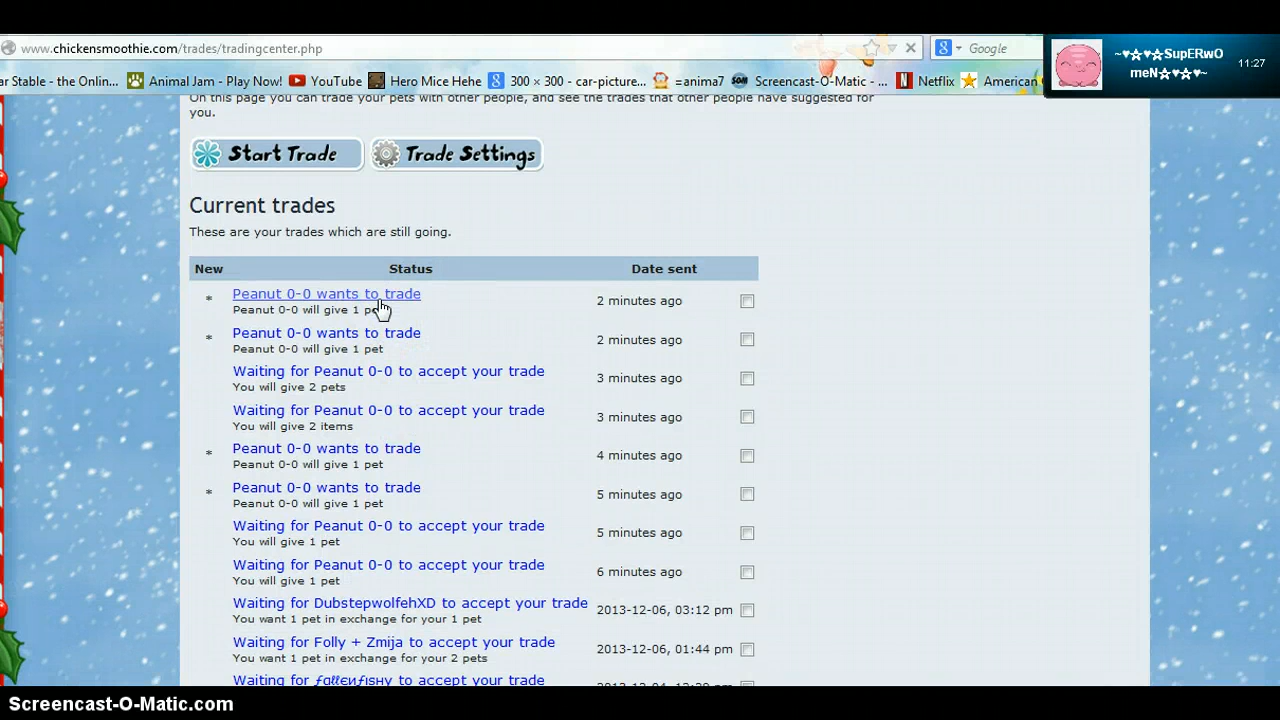 www.chickensmoothie.com/trades/tradingcenter.php
Google
~♥☆♥☆SupERwO
meN☆♥☆♥~
11:27
ar Stable - the Onlin...
Animal Jam - Play Now!
YouTube
Hero Mice Hehe
300 × 300 - car-picture...
=anima7
Screencast-O-Matic - ...
Netflix
American
On this page you can trade your pets with other people, and see the trades that other people have suggested for
you.
Start Trade
Trade Settings
Current trades
These are your trades which are still going.
New Status Date sent
* Peanut 0-0 wants to trade 2 minutes ago
Peanut 0-0 will give 1 pet
* Peanut 0-0 wants to trade 2 minutes ago
Peanut 0-0 will give 1 pet
Waiting for Peanut 0-0 to accept your trade 3 minutes ago
You will give 2 pets
Waiting for Peanut 0-0 to accept your trade 3 minutes ago
You will give 2 items
* Peanut 0-0 wants to trade 4 minutes ago
Peanut 0-0 will give 1 pet
* Peanut 0-0 wants to trade 5 minutes ago
Peanut 0-0 will give 1 pet
Waiting for Peanut 0-0 to accept your trade 5 minutes ago
You will give 1 pet
Waiting for Peanut 0-0 to accept your trade 6 minutes ago
You will give 1 pet
Waiting for DubstepwolfehXD to accept your trade 2013-12-06, 03:12 pm
You want 1 pet in exchange for your 1 pet
Waiting for Folly + Zmija to accept your trade 2013-12-06, 01:44 pm
You want 1 pet in exchange for your 2 pets
Waiting for to accept your trade
Screencast-O-Matic.com